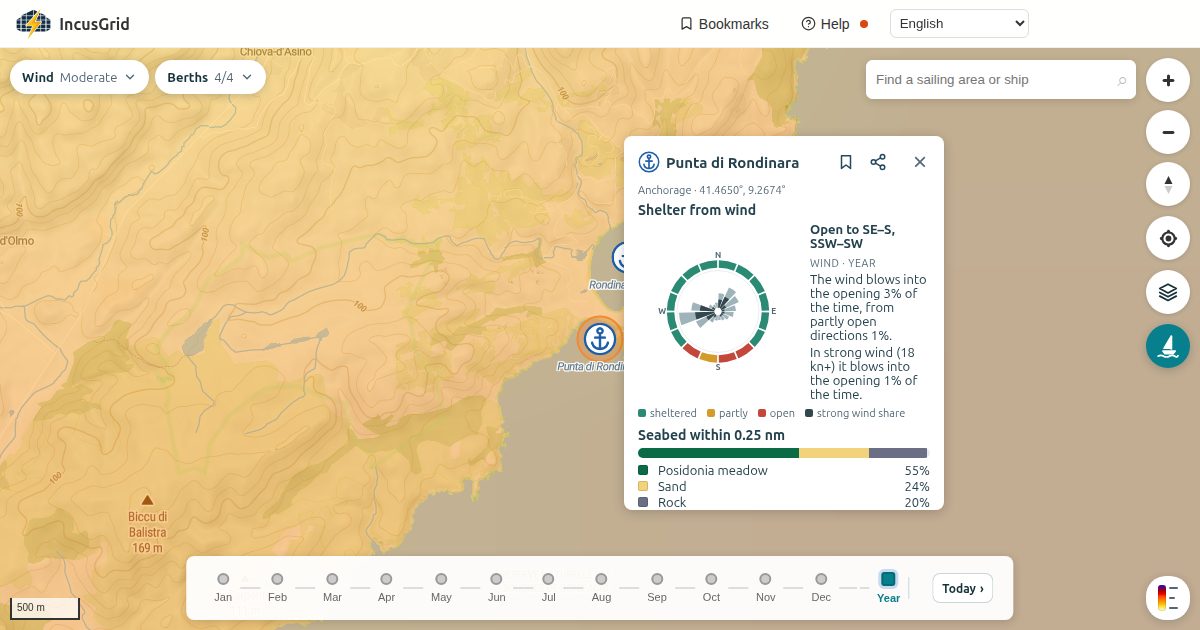 IncusGrid
Bookmarks
Help
English
Chiova-d'Asino
Wind Moderate
Berths 4/4
Find a sailing area or ship
100
Punta di Rondinara
Anchorage · 41.4650°, 9.2674°
Shelter from wind
Open to SE–S,
SSW–SW
WIND · YEAR
The wind blows into
the opening 3% of
the time, from
partly open
directions 1%.
In strong wind (18
kn+) it blows into
the opening 1% of
the time.
N
W
E
S
sheltered
partly
open
strong wind share
Seabed within 0.25 nm
Posidonia meadow 55%
Sand 24%
Rock 20%
700
100
d'Olmo
100
100
Biccu di
Balistra
169 m
500 m
Jan
Feb
Mar
Apr
May
Jun
Jul
Aug
Sep
Oct
Nov
Dec
Year
Today ›